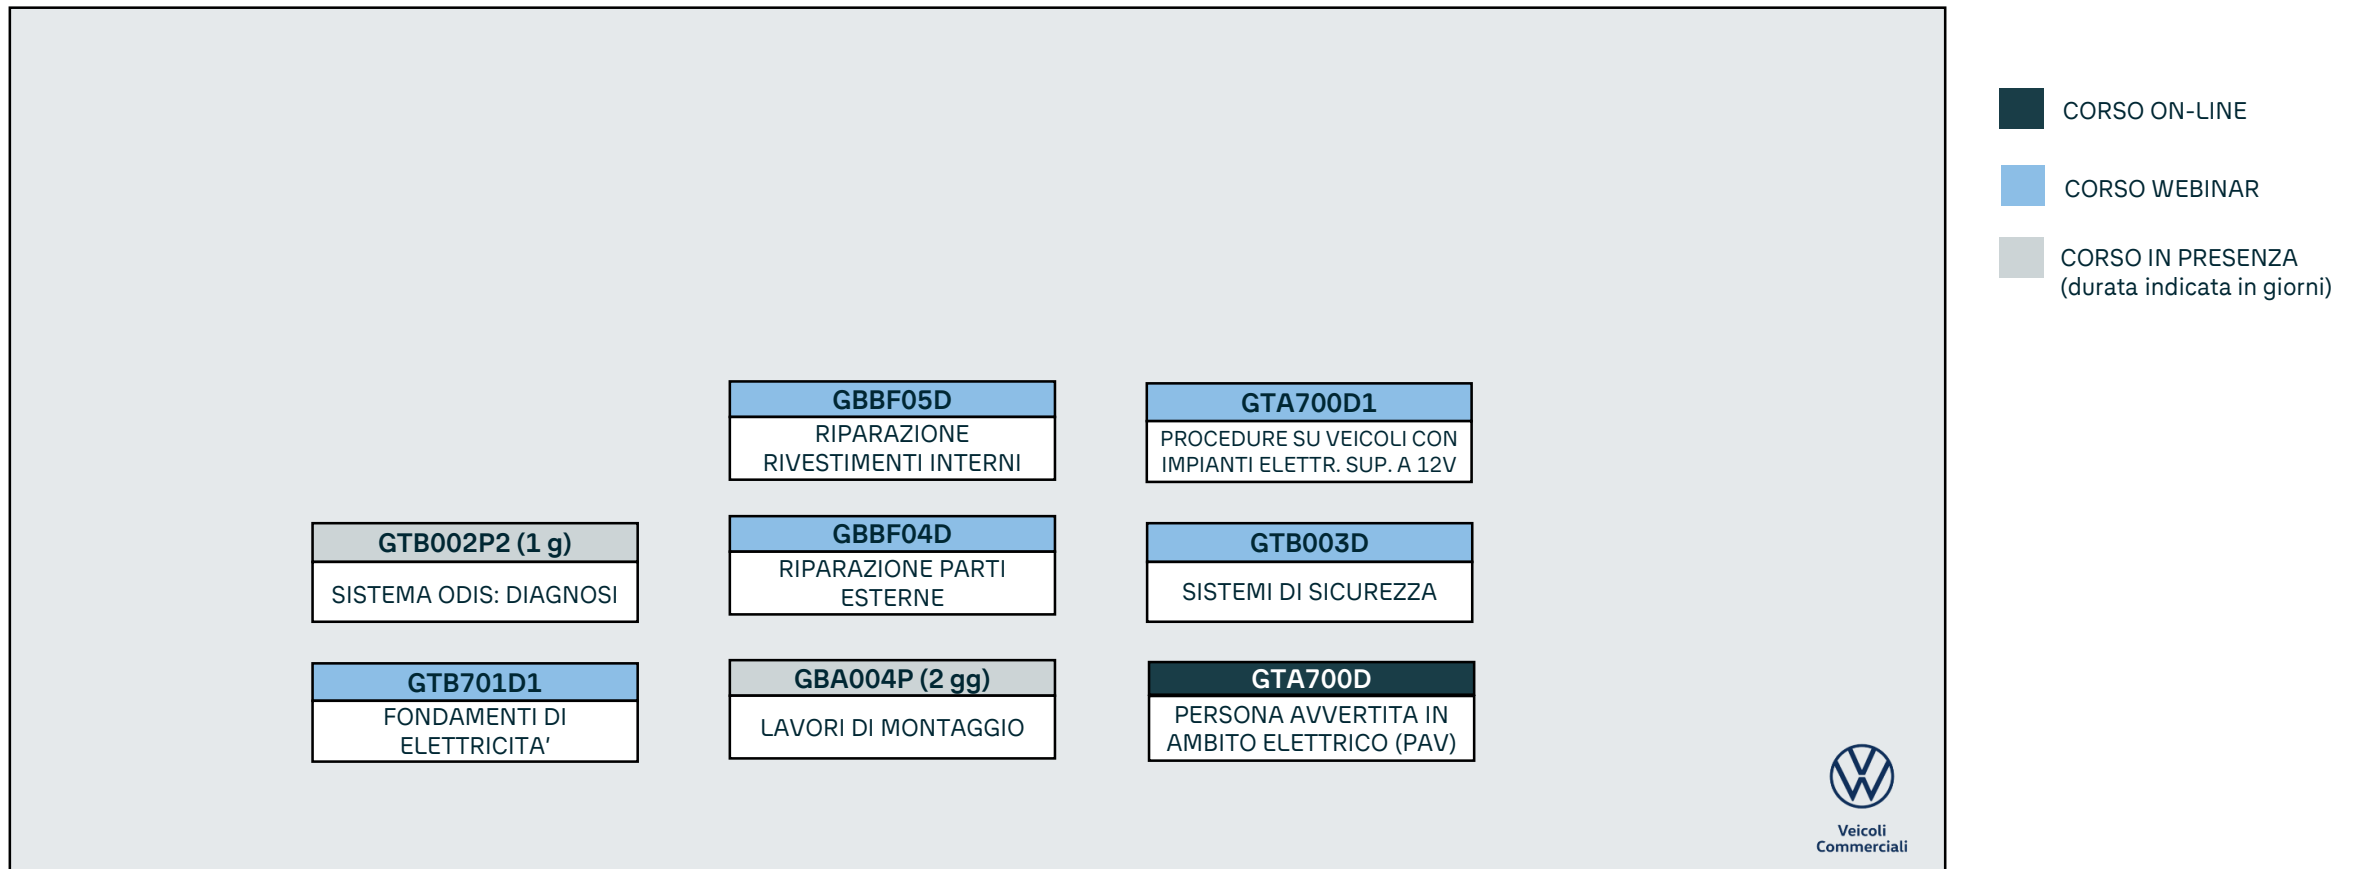 CORSO ON-LINE
CORSO WEBINAR
CORSO IN PRESENZA
(durata indicata in giorni)
GBBF05D
RIPARAZIONE
RIVESTIMENTI INTERNI
GTA700D1
PROCEDURE SU VEICOLI CON
IMPIANTI ELETTR. SUP. A 12V
GTB002P2 (1 g)
SISTEMA ODIS: DIAGNOSI
GBBF04D
RIPARAZIONE PARTI
ESTERNE
GTB003D
SISTEMI DI SICUREZZA
GTB701D1
FONDAMENTI DI
ELETTRICITA’
GBA004P (2 gg)
LAVORI DI MONTAGGIO
GTA700D
PERSONA AVVERTITA IN
AMBITO ELETTRICO (PAV)
Veicoli
Commerciali